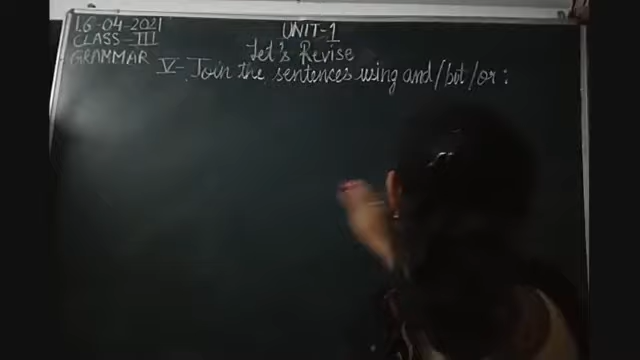 16-04-2021
UNIT-1
CLASS III
Let's Revise
GRAMMAR
V- Join the sentences using and/but/or: